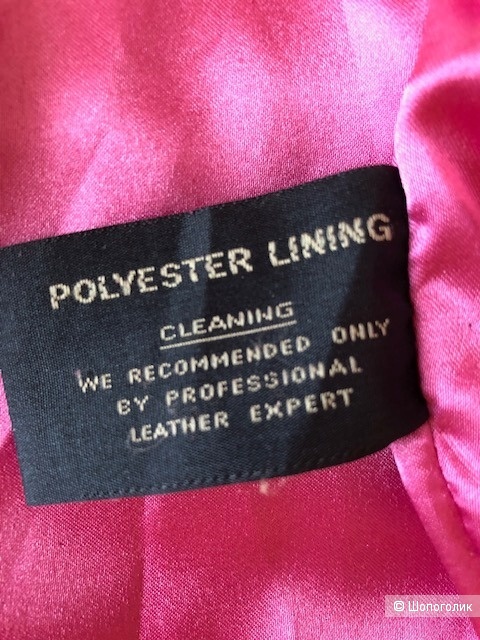 POLYESTER LINING
CLEANING
WE RECOMMENDED ONLY
BY PROFESSIONAL
LEATHER EXPERT
© Шопоголик